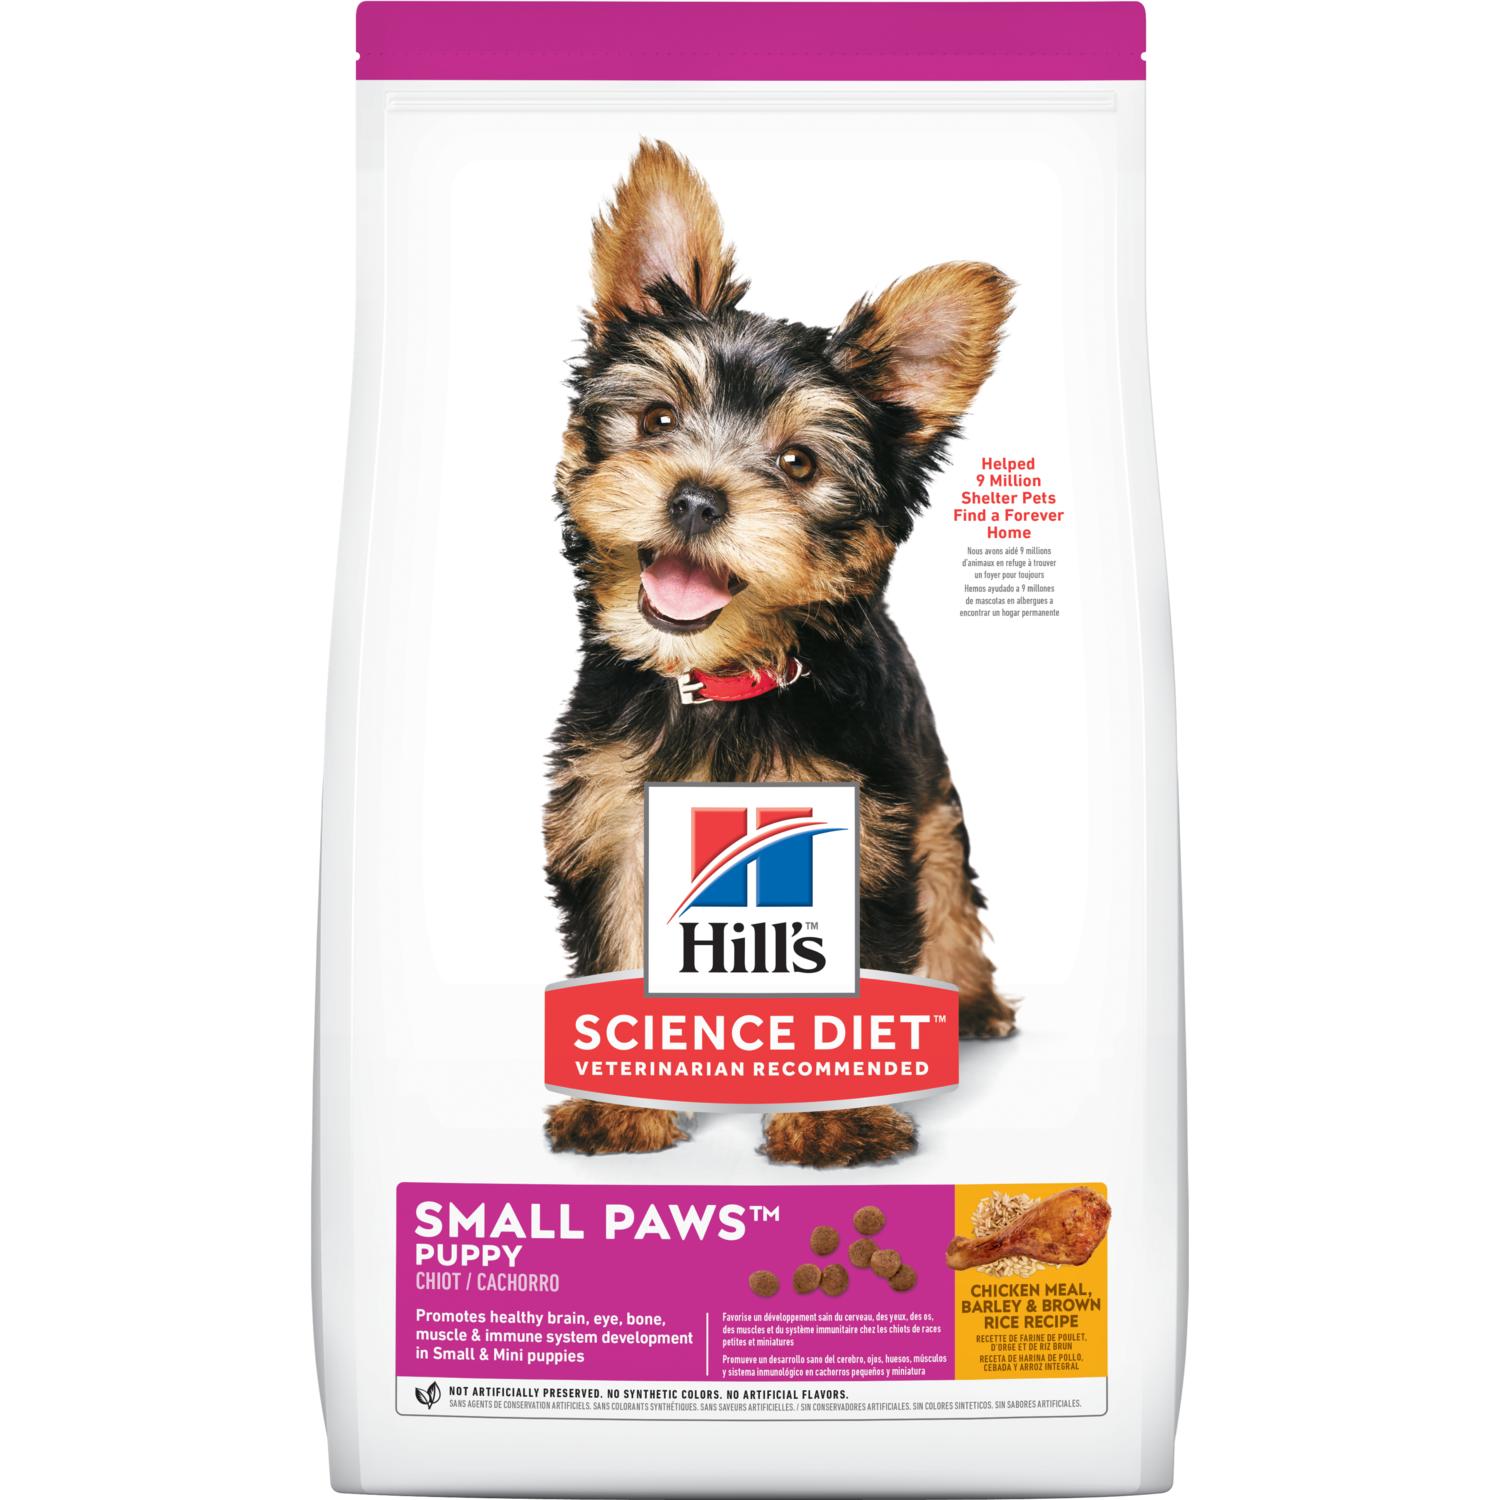 Helped
9 Million
Shelter Pets
Find a Forever
Home
Nous avons aidé 9 millions
d'animaux en refuge à trouver
un foyer pour toujours
Hemos ayudado a 9 millones
de mascotas en albergues a
encontrar un hogar permanente
Hill's™
SCIENCE DIET™
VETERINARIAN RECOMMENDED
SMALL PAWS™
PUPPY
CHIOT / CACHORRO
Promotes healthy brain, eye, bone,
muscle & immune system development
in Small & Mini puppies
Favorise un développement sain du cerveau, des yeux, des os,
des muscles et du système immunitaire chez les chiots de races
petites et miniatures
Promueve un desarrollo sano del cerebro, ojos, huesos, músculos
y sistema inmunológico en cachorros pequeños y miniatura
CHICKEN MEAL,
BARLEY & BROWN
RICE RECIPE
RECETTE DE FARINE DE POULET,
D'ORGE ET DE RIZ BRUN
RECETA DE HARINA DE POLLO,
CEBADA Y ARROZ INTEGRAL
NOT ARTIFICIALLY PRESERVED. NO SYNTHETIC COLORS. NO ARTIFICIAL FLAVORS.
SANS AGENTS DE CONSERVATION ARTIFICIELS. SANS COLORANTS SYNTHÉTIQUES. SANS SAVEURS ARTIFICIELLES. / SIN CONSERVADORES ARTIFICIALES. SIN COLORES SINTETICOS. SIN SABORES ARTIFICIALES.